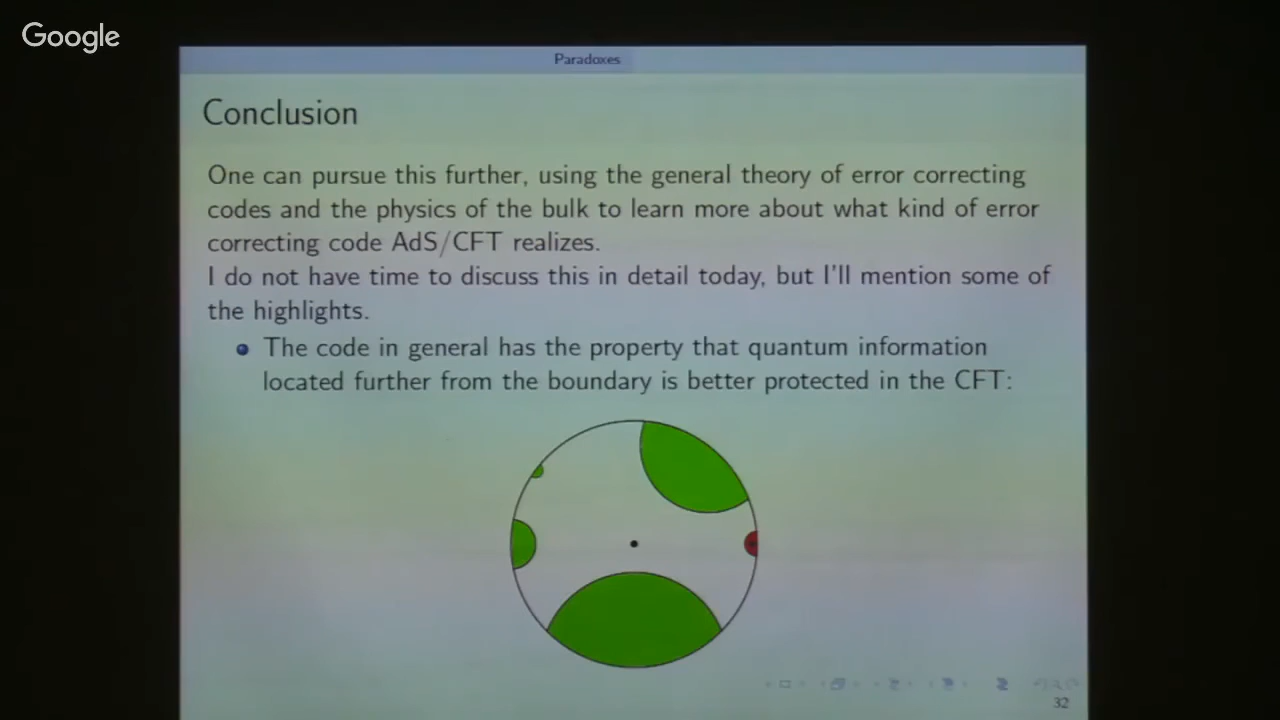 Google
Paradoxes
Conclusion
One can pursue this further, using the general theory of error correcting
codes and the physics of the bulk to learn more about what kind of error
correcting code AdS/CFT realizes.
I do not have time to discuss this in detail today, but I'll mention some of
the highlights.
The code in general has the property that quantum information
located further from the boundary is better protected in the CFT:
32